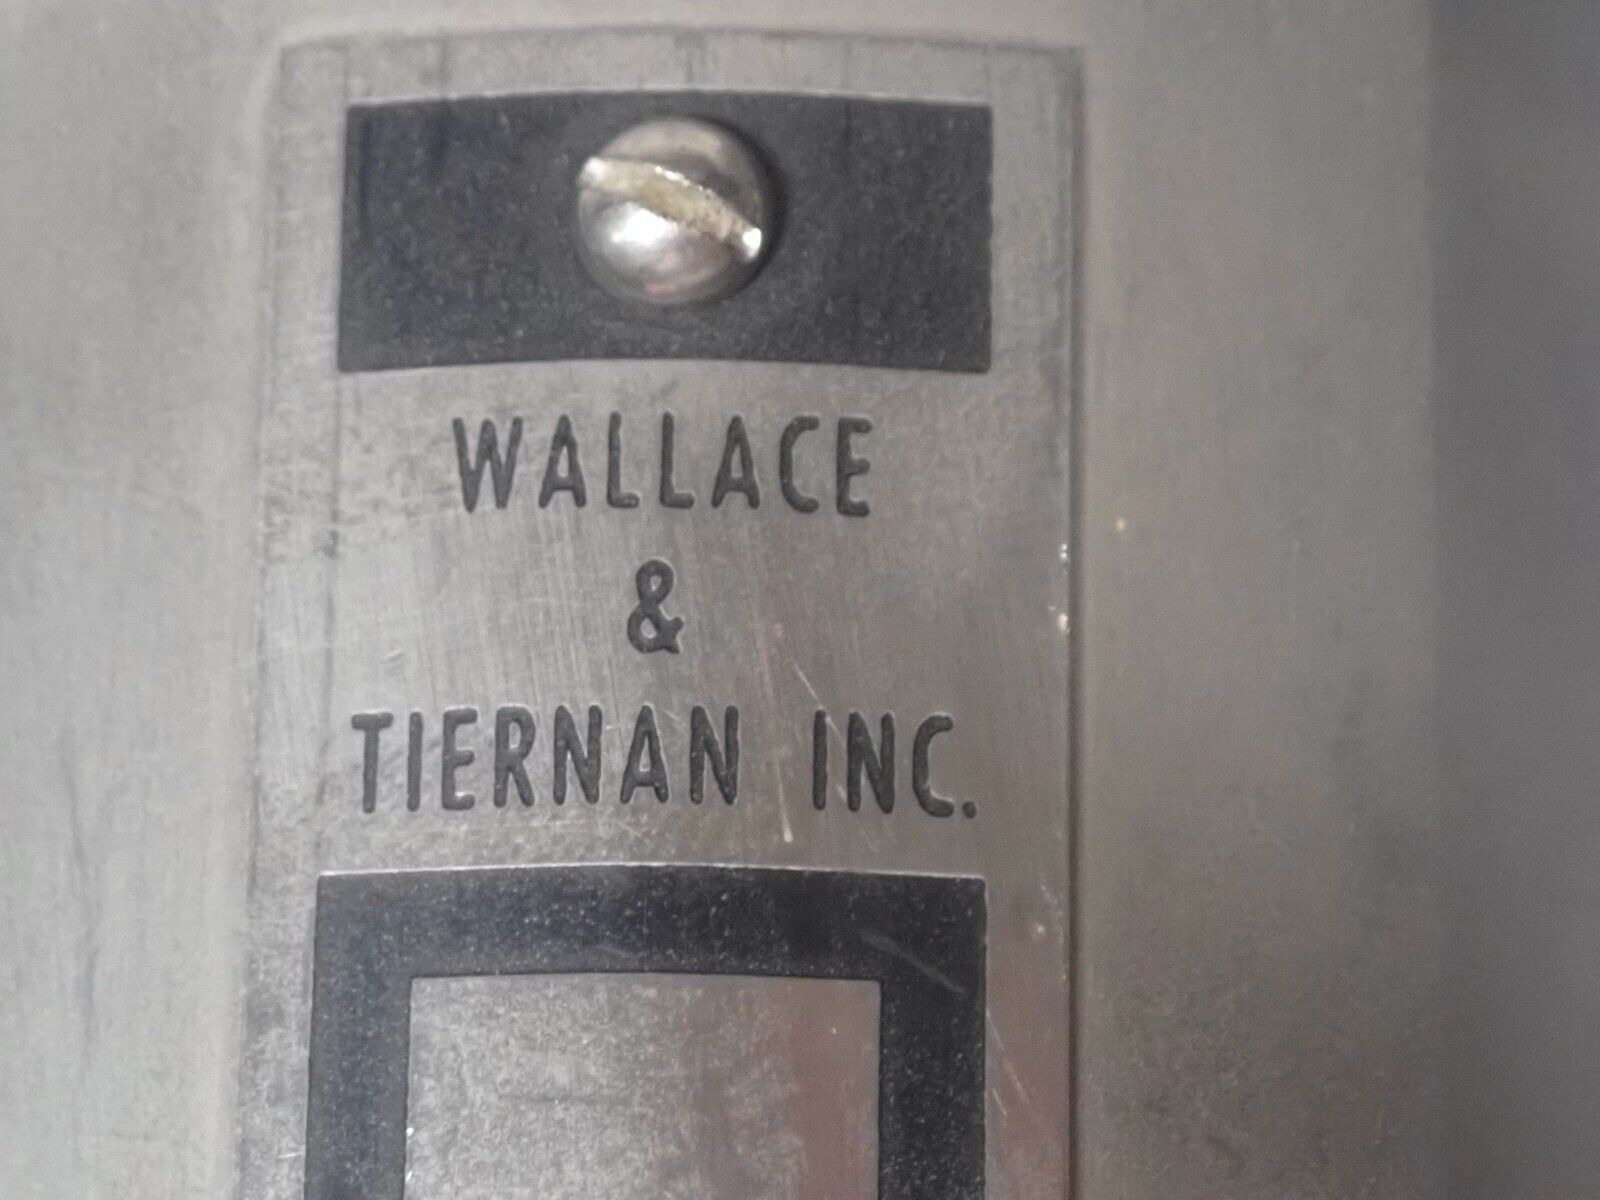 WALLACE
&
TIERNAN INC.